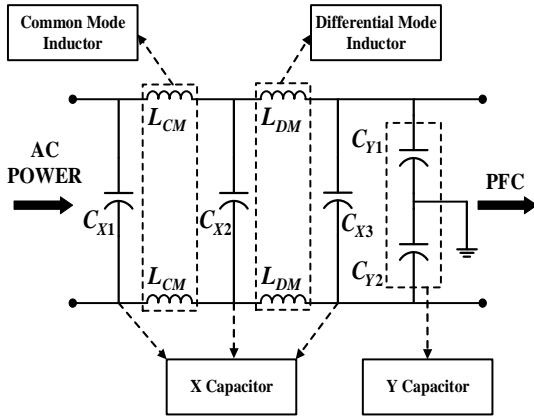 Common Mode
Inductor
Differential Mode
Inductor
L_CM
L_DM
AC
POWER
C_X1
C_X2
C_X3
C_Y1
C_Y2
PFC
L_CM
L_DM
X Capacitor
Y Capacitor